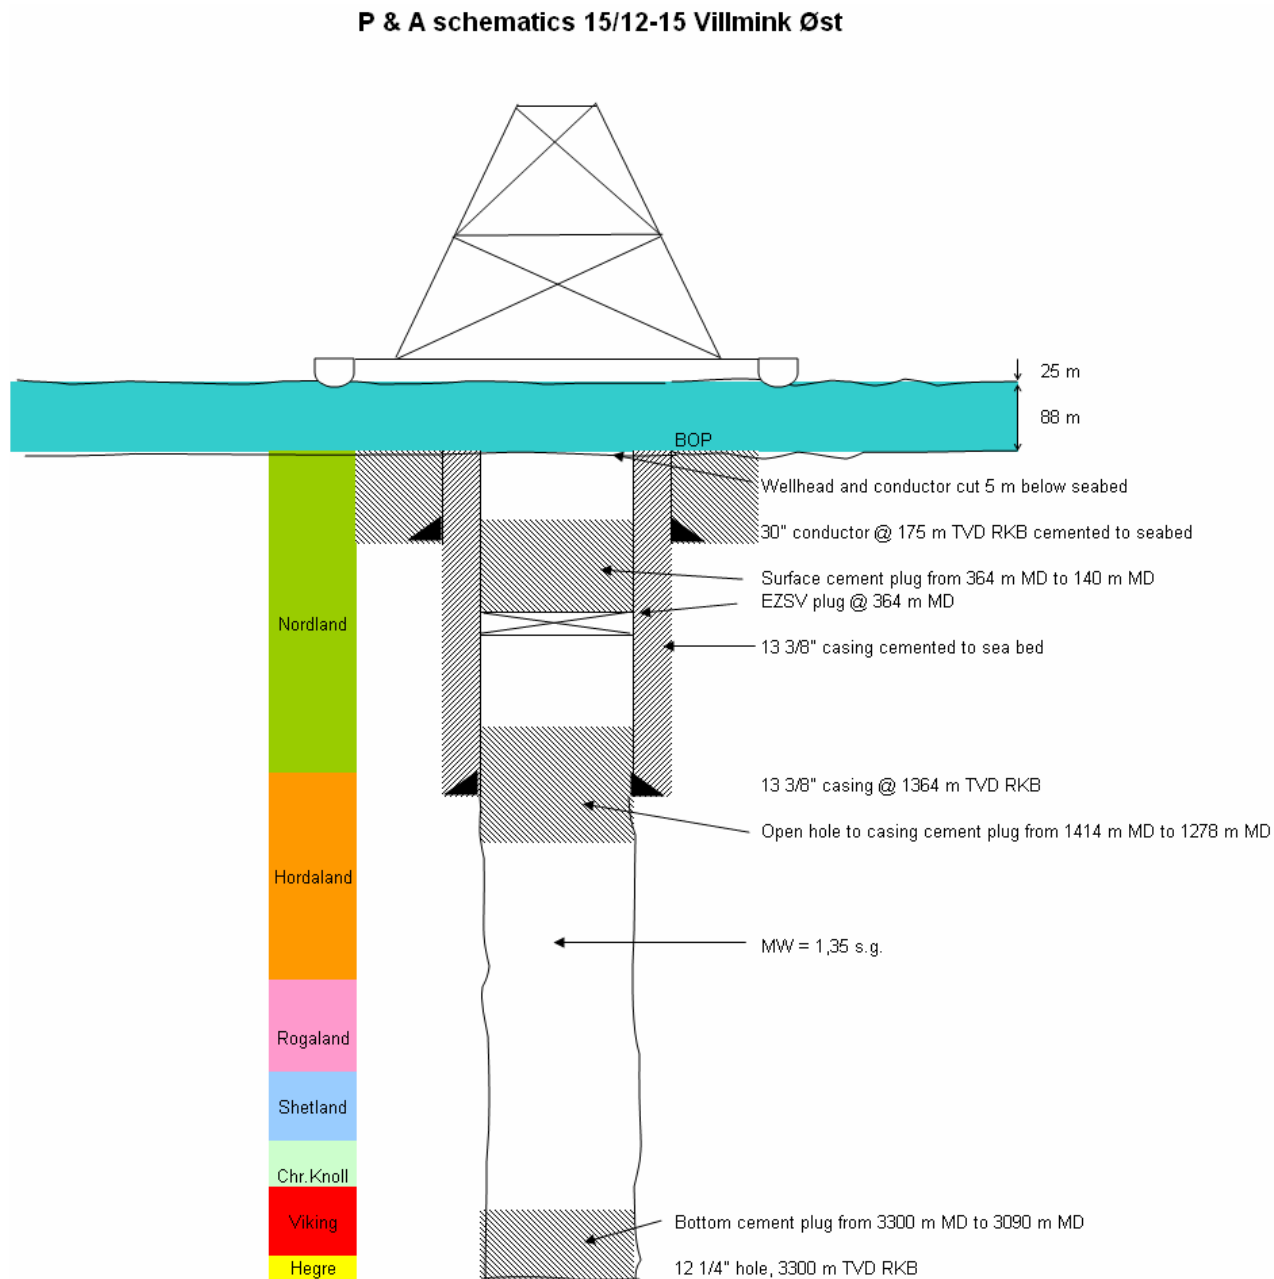 P & A schematics 15/12-15 Villmink Øst
25 m
88 m
BOP
Wellhead and conductor cut 5 m below seabed
30" conductor @ 175 m TVD RKB cemented to seabed
Surface cement plug from 364 m MD to 140 m MD
EZSV plug @ 364 m MD
Nordland
13 3/8" casing cemented to sea bed
13 3/8" casing @ 1364 m TVD RKB
Open hole to casing cement plug from 1414 m MD to 1278 m MD
Hordaland
MW = 1,35 s.g.
Rogaland
Shetland
Chr.Knoll
Viking
Bottom cement plug from 3300 m MD to 3090 m MD
Hegre
12 1/4" hole, 3300 m TVD RKB